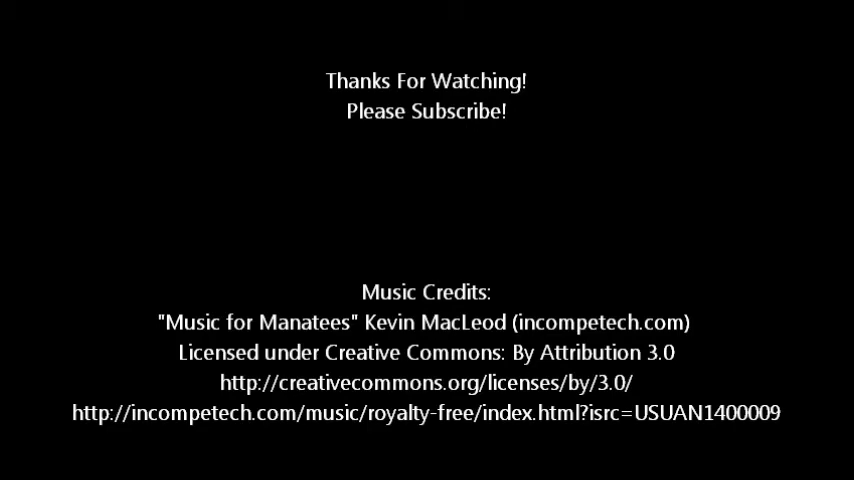 Thanks For Watching!
Please Subscribe!
Music Credits:
"Music for Manatees" Kevin MacLeod (incompetech.com)
Licensed under Creative Commons: By Attribution 3.0
http://creativecommons.org/licenses/by/3.0/
http://incompetech.com/music/royalty-free/index.html?isrc=USUAN1400009